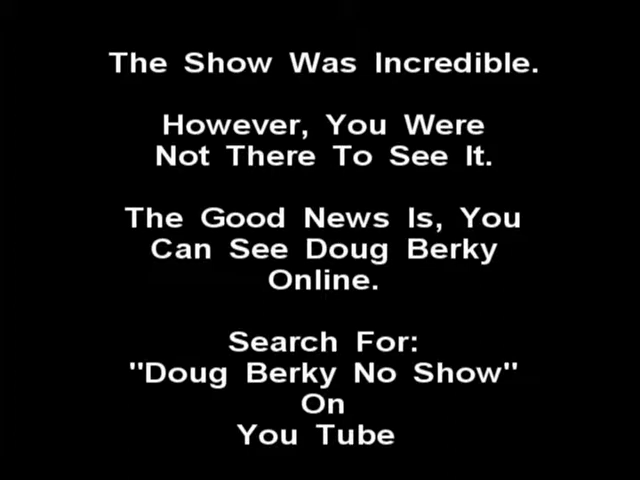 The Show Was Incredible.
However, You Were
Not There To See It.
The Good News Is, You
Can See Doug Berky
Online.
Search For:
"Doug Berky No Show"
On
You Tube